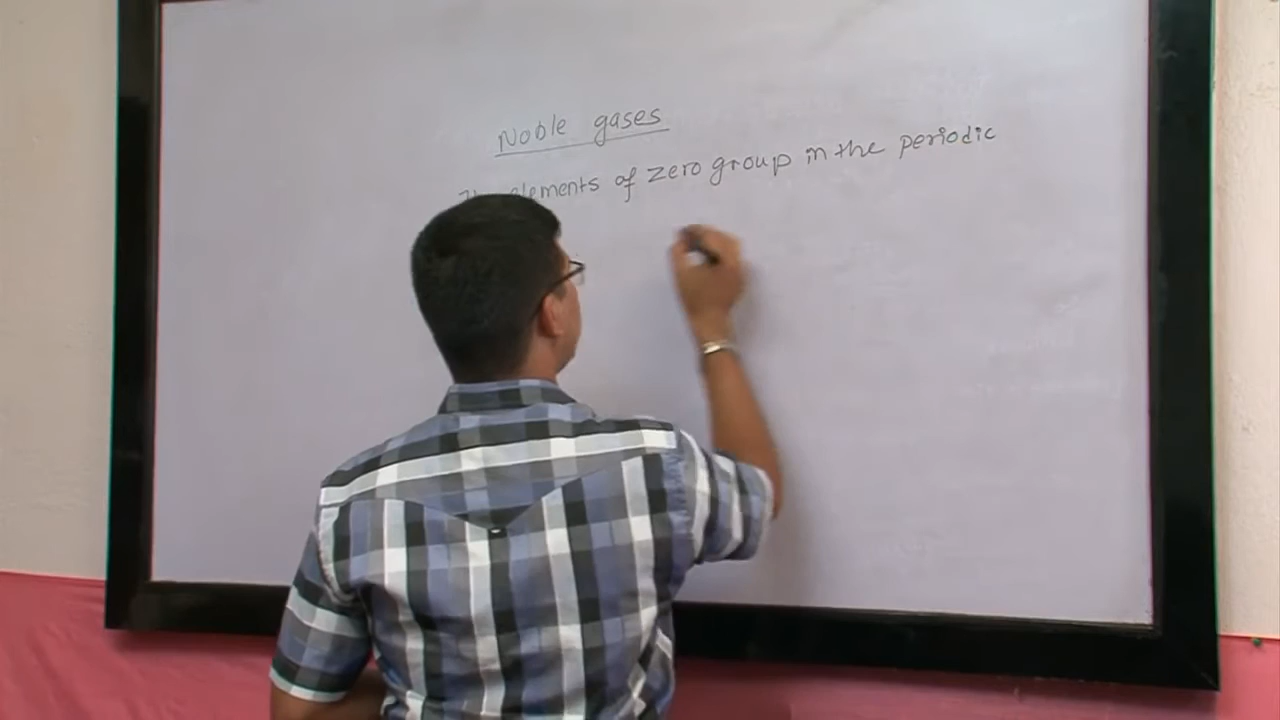 Noble gases
The elements of zero group in the periodic